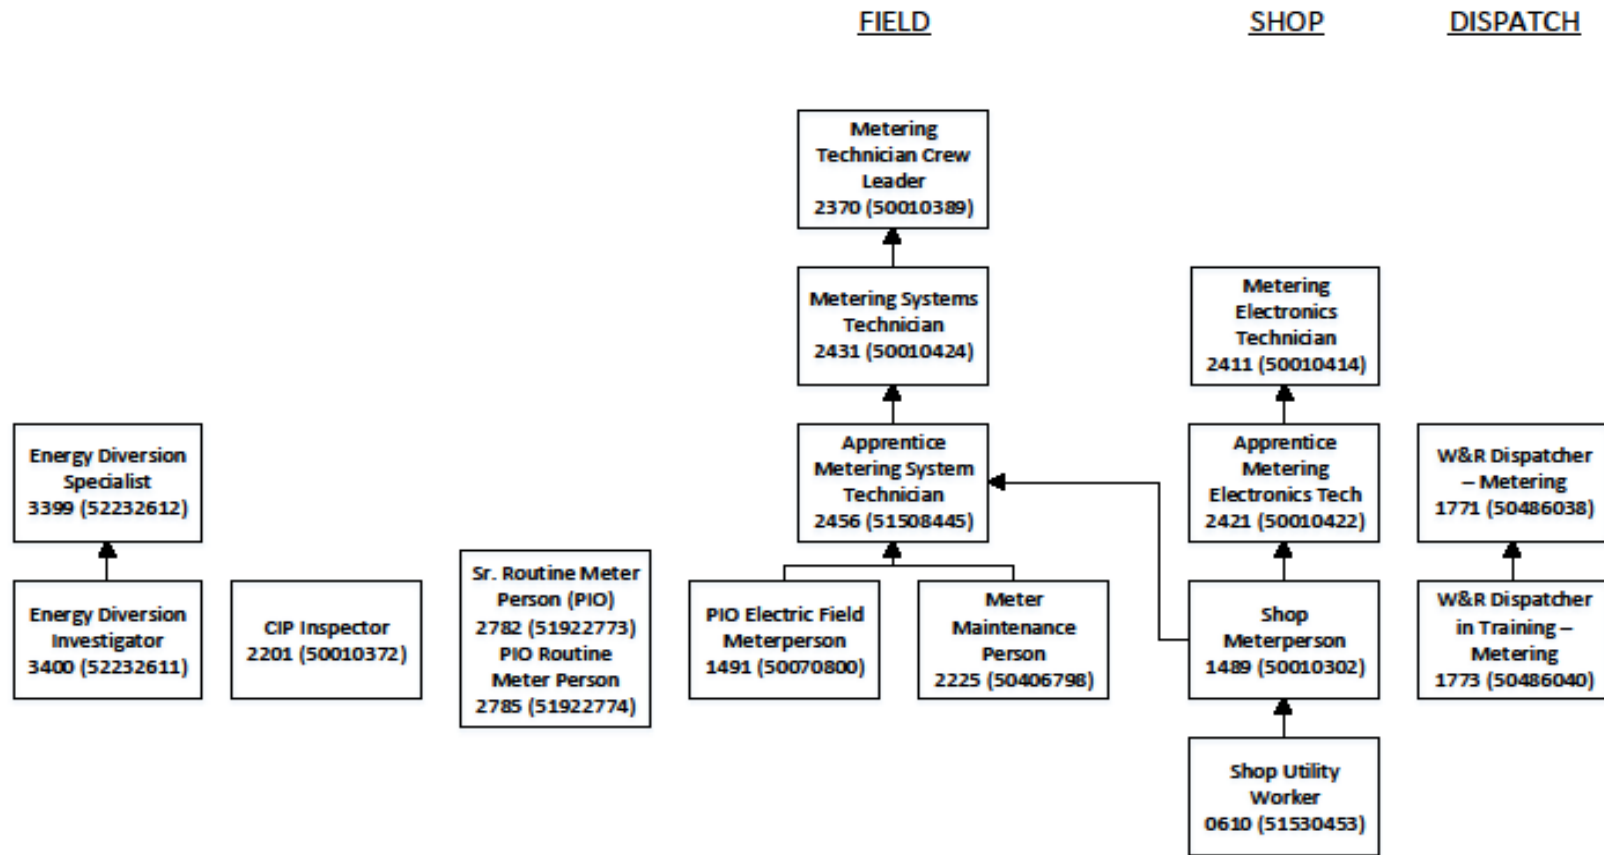 FIELD
SHOP
DISPATCH
Metering
Technician Crew
Leader
2370 (50010389)
Metering Systems
Technician
2431 (50010424)
Metering
Electronics
Technician
2411 (50010414)
Energy Diversion
Specialist
3399 (52232612)
Apprentice
Metering System
Technician
2456 (51508445)
Apprentice
Metering
Electronics Tech
2421 (50010422)
W&R Dispatcher
– Metering
1771 (50486038)
Energy Diversion
Investigator
3400 (52232611)
CIP Inspector
2201 (50010372)
Sr. Routine Meter
Person (PIO)
2782 (51922773)
PIO Routine
Meter Person
2785 (51922774)
PIO Electric Field
Meterperson
1491 (50070800)
Meter
Maintenance
Person
2225 (50406798)
Shop
Meterperson
1489 (50010302)
W&R Dispatcher
in Training –
Metering
1773 (50486040)
Shop Utility
Worker
0610 (51530453)